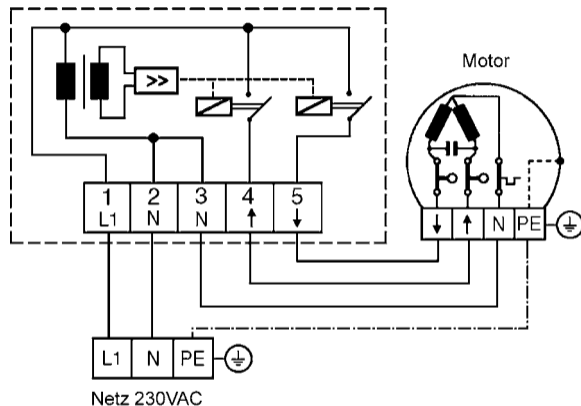 Motor
>>
1 2 3 4 5
L1 N N ↑ ↓
↓ ↑ N PE
L1 N PE
Netz 230VAC